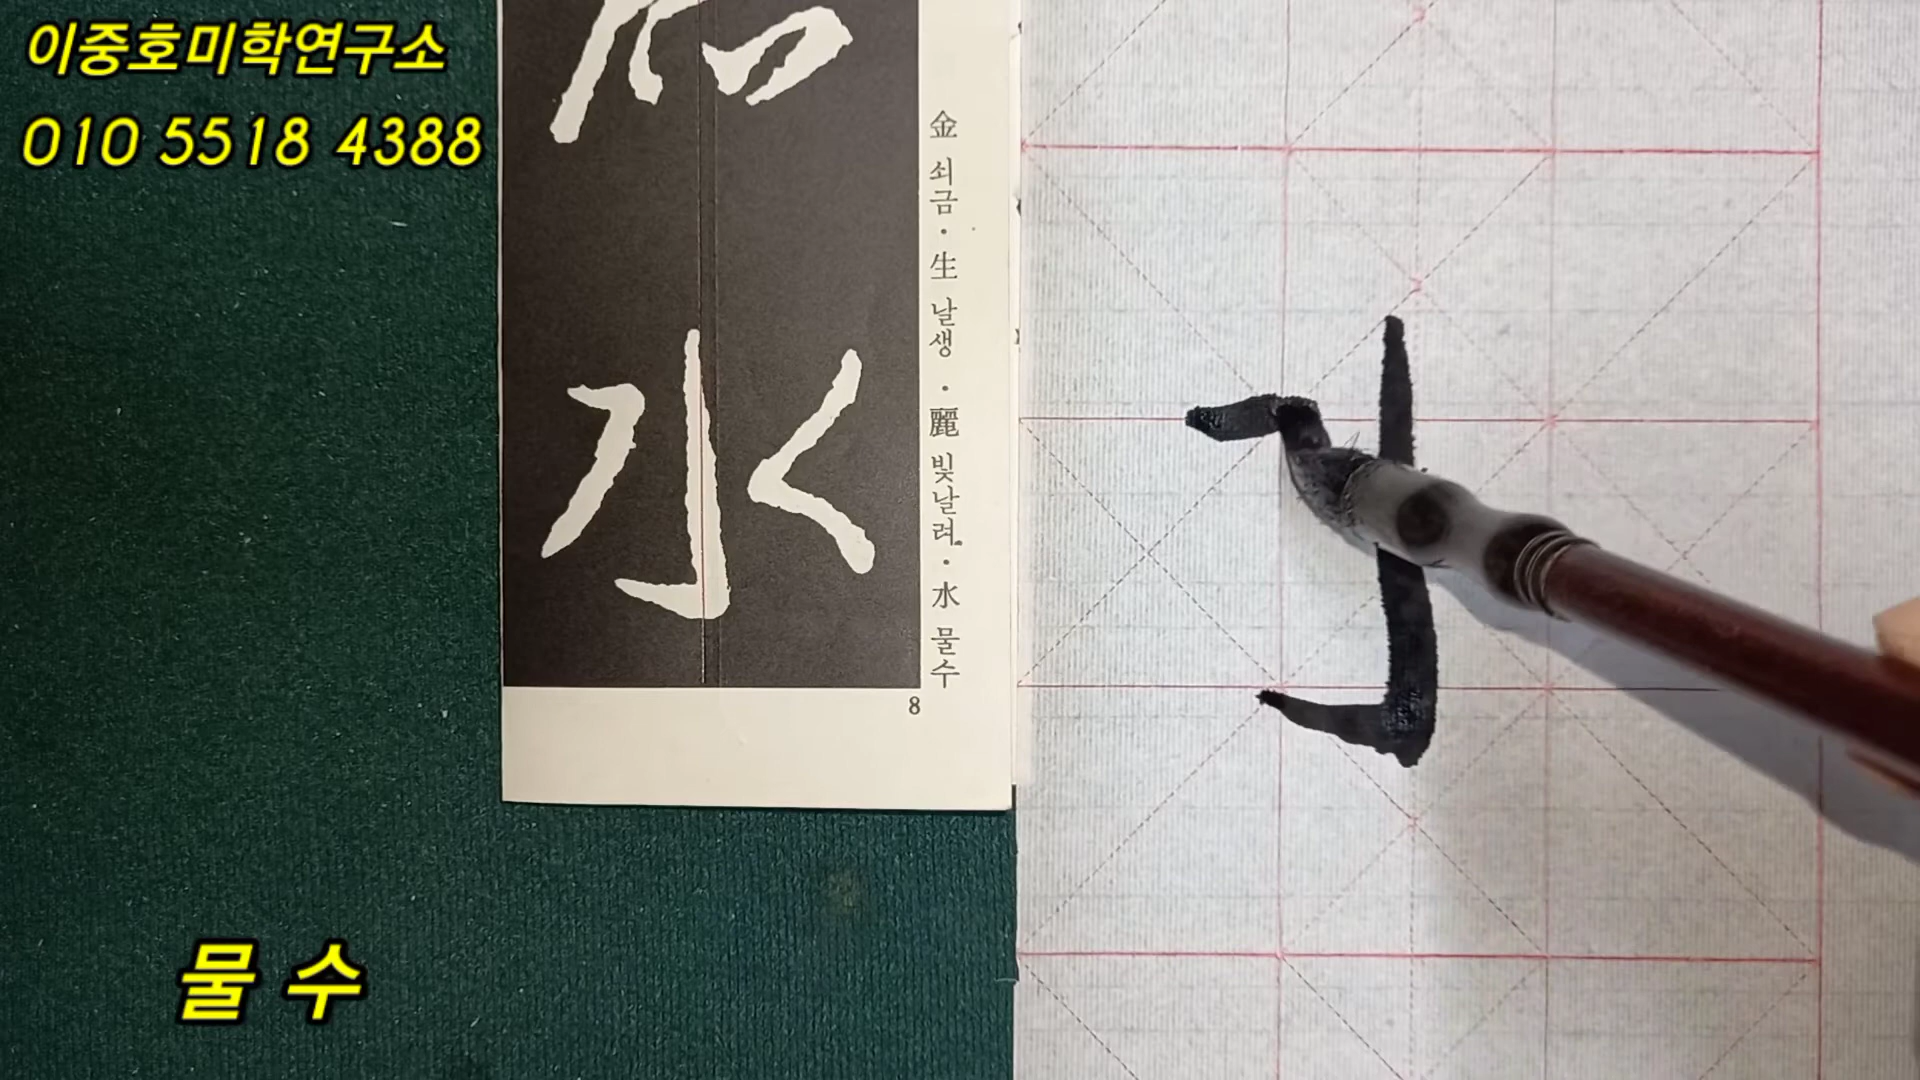 이중호미학연구소
010 5518 4388
金 쇠금 · 生 날생 · 麗 빛날려 · 水 물수
水
8
물 수